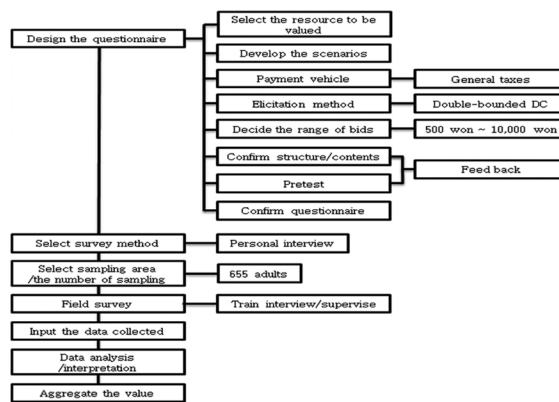 Select the resource to be
valued
Design the questionnaire
Develop the scenarios
Payment vehicle
General taxes
Elicitation method
Double-bounded DC
Decide the range of bids
500 won ~ 10,000 won
Confirm structure/contents
Feed back
Pretest
Confirm questionnaire
Select survey method
Personal interview
Select sampling area
/the number of sampling
655 adults
Field survey
Train interview/supervise
Input the data collected
Data analysis
/interpretation
Aggregate the value